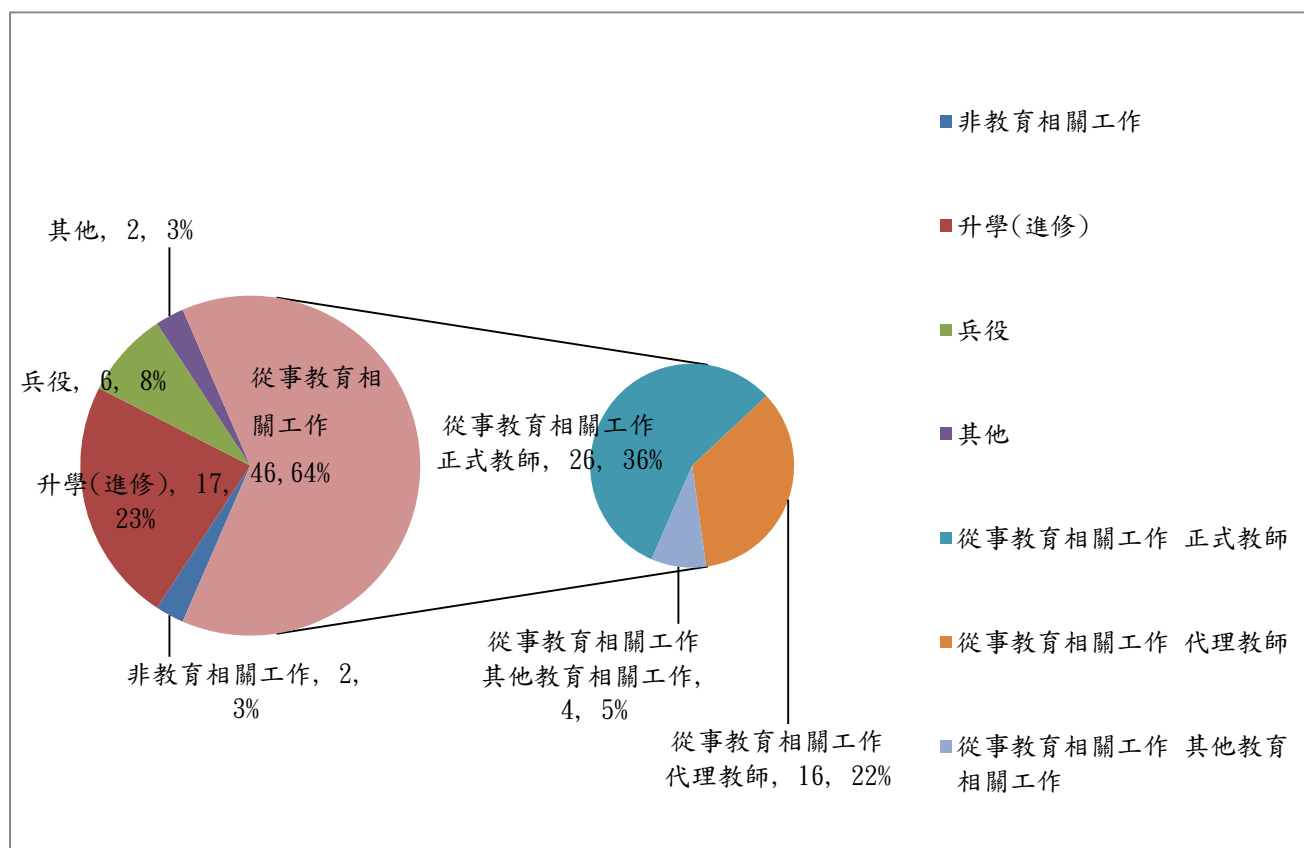 其他, 2, 3%
兵役, 6, 8%
升學(進修), 17,
23%
非教育相關工作, 2,
3%
從事教育相
關工作
46,64%
從事教育相關工作
正式教師, 26, 36%
從事教育相關工作
其他教育相關工作,
4, 5%
從事教育相關工作
代理教師, 16, 22%
非教育相關工作
升學(進修)
兵役
其他
從事教育相關工作 正式教師
從事教育相關工作 代理教師
從事教育相關工作 其他教育
相關工作